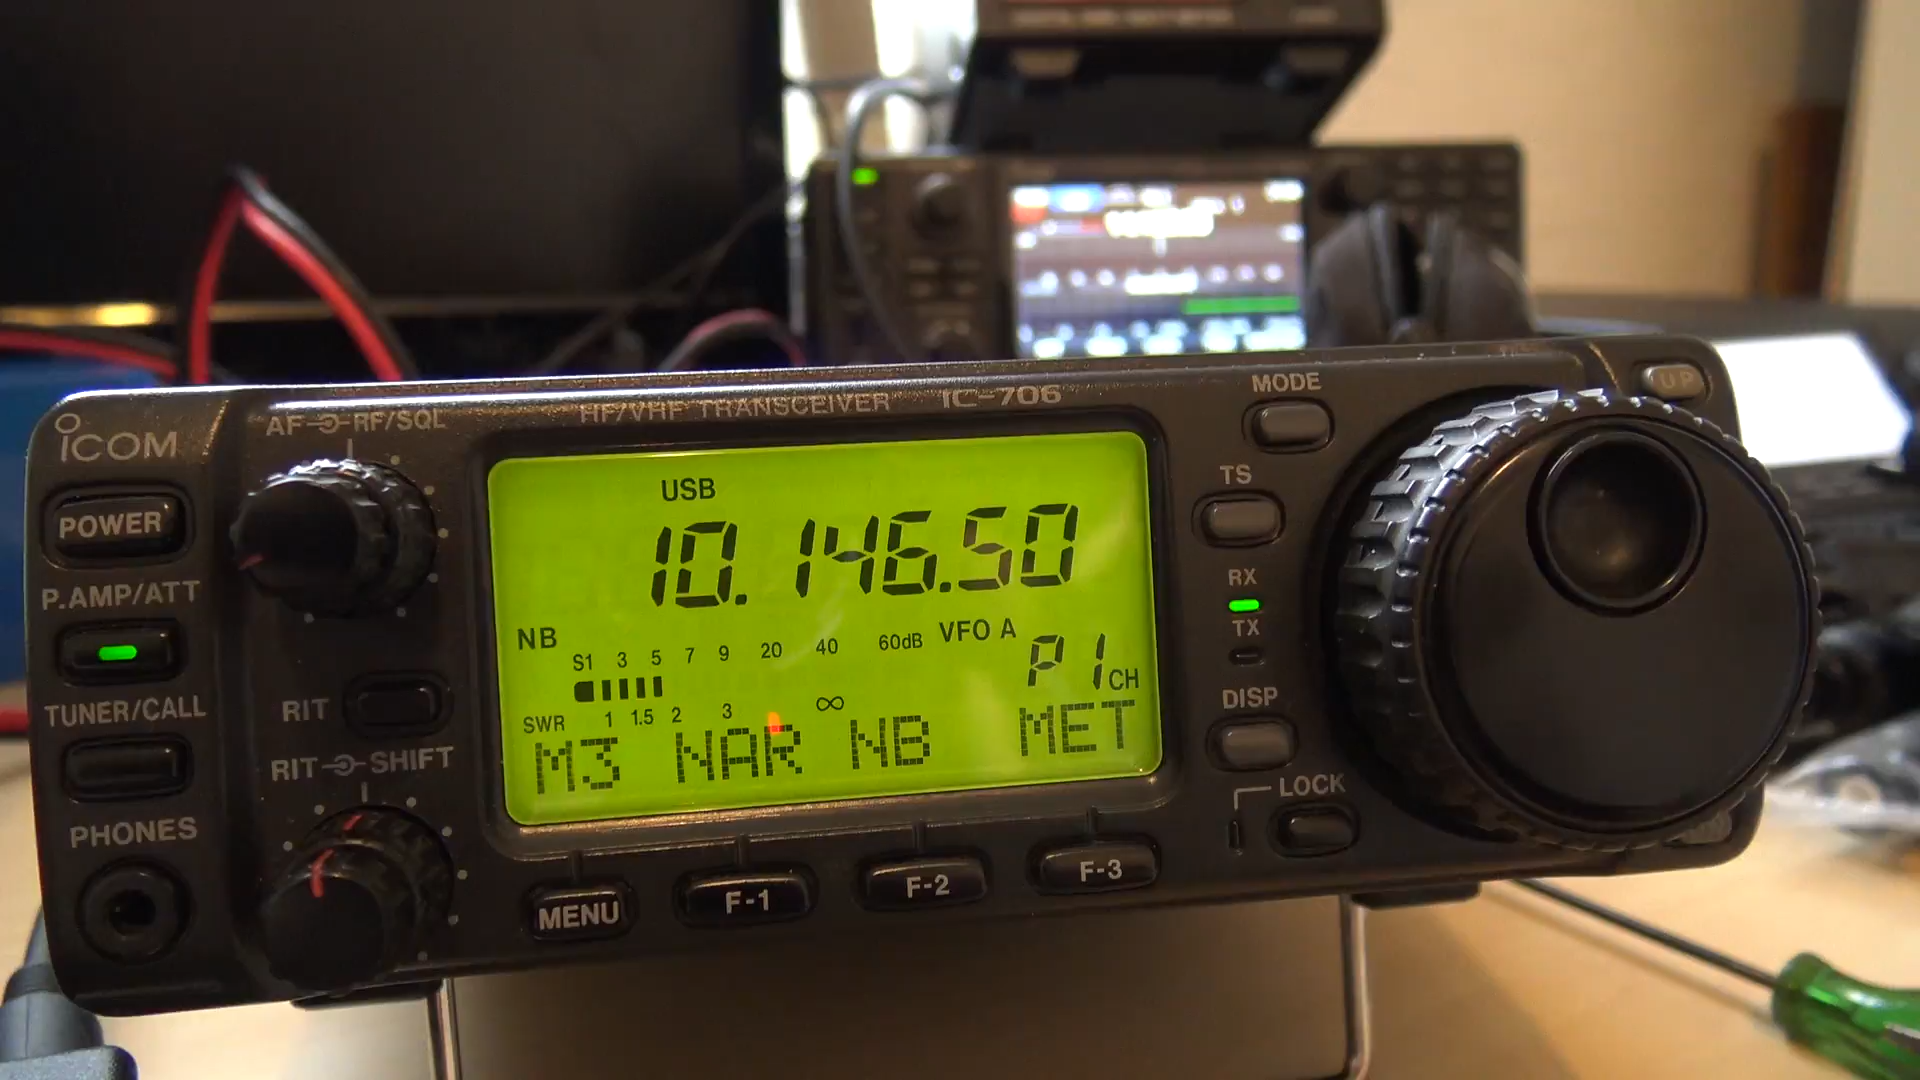 ICOM
AF RF/SQL
HF/VHF TRANSCEIVER IC-706
MODE
UP
POWER
TS
P.AMP/ATT
RX
TX
TUNER/CALL
RIT
DISP
RIT SHIFT
LOCK
PHONES
MENU F-1 F-2 F-3
USB
10.146.50
NB
S1 3 5 7 9 20 40 60dB
VFO A
P1 CH
SWR 1 1.5 2 3 ∞
M3 NAR NB MET